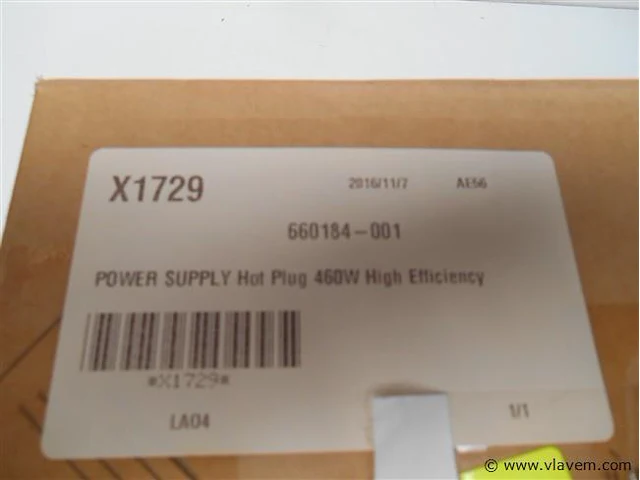 X1729 2016/11/7 AE56
660184-001
POWER SUPPLY Hot Plug 460W High Efficiency
*X1729*
LA04 1/1
© www.vlavem.com